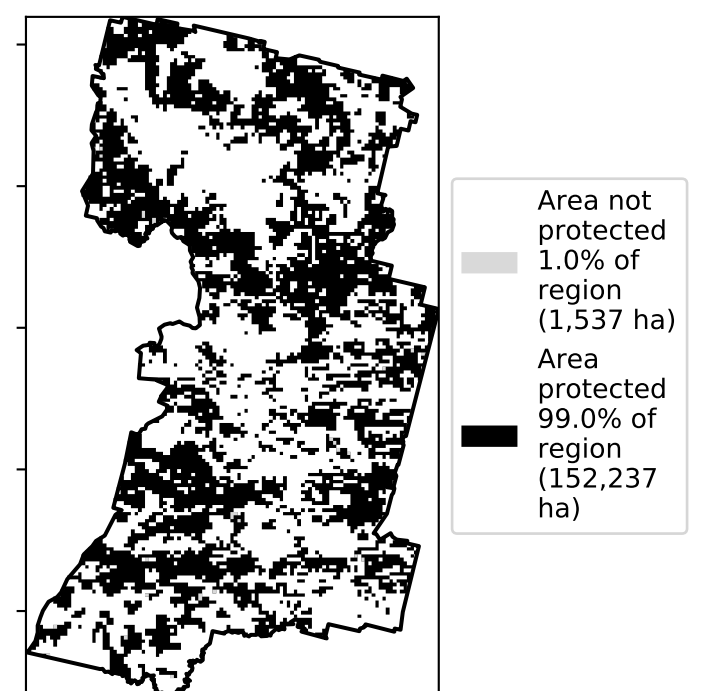 Area not
protected
1.0% of
region
(1,537 ha)
Area
protected
99.0% of
region
(152,237
ha)